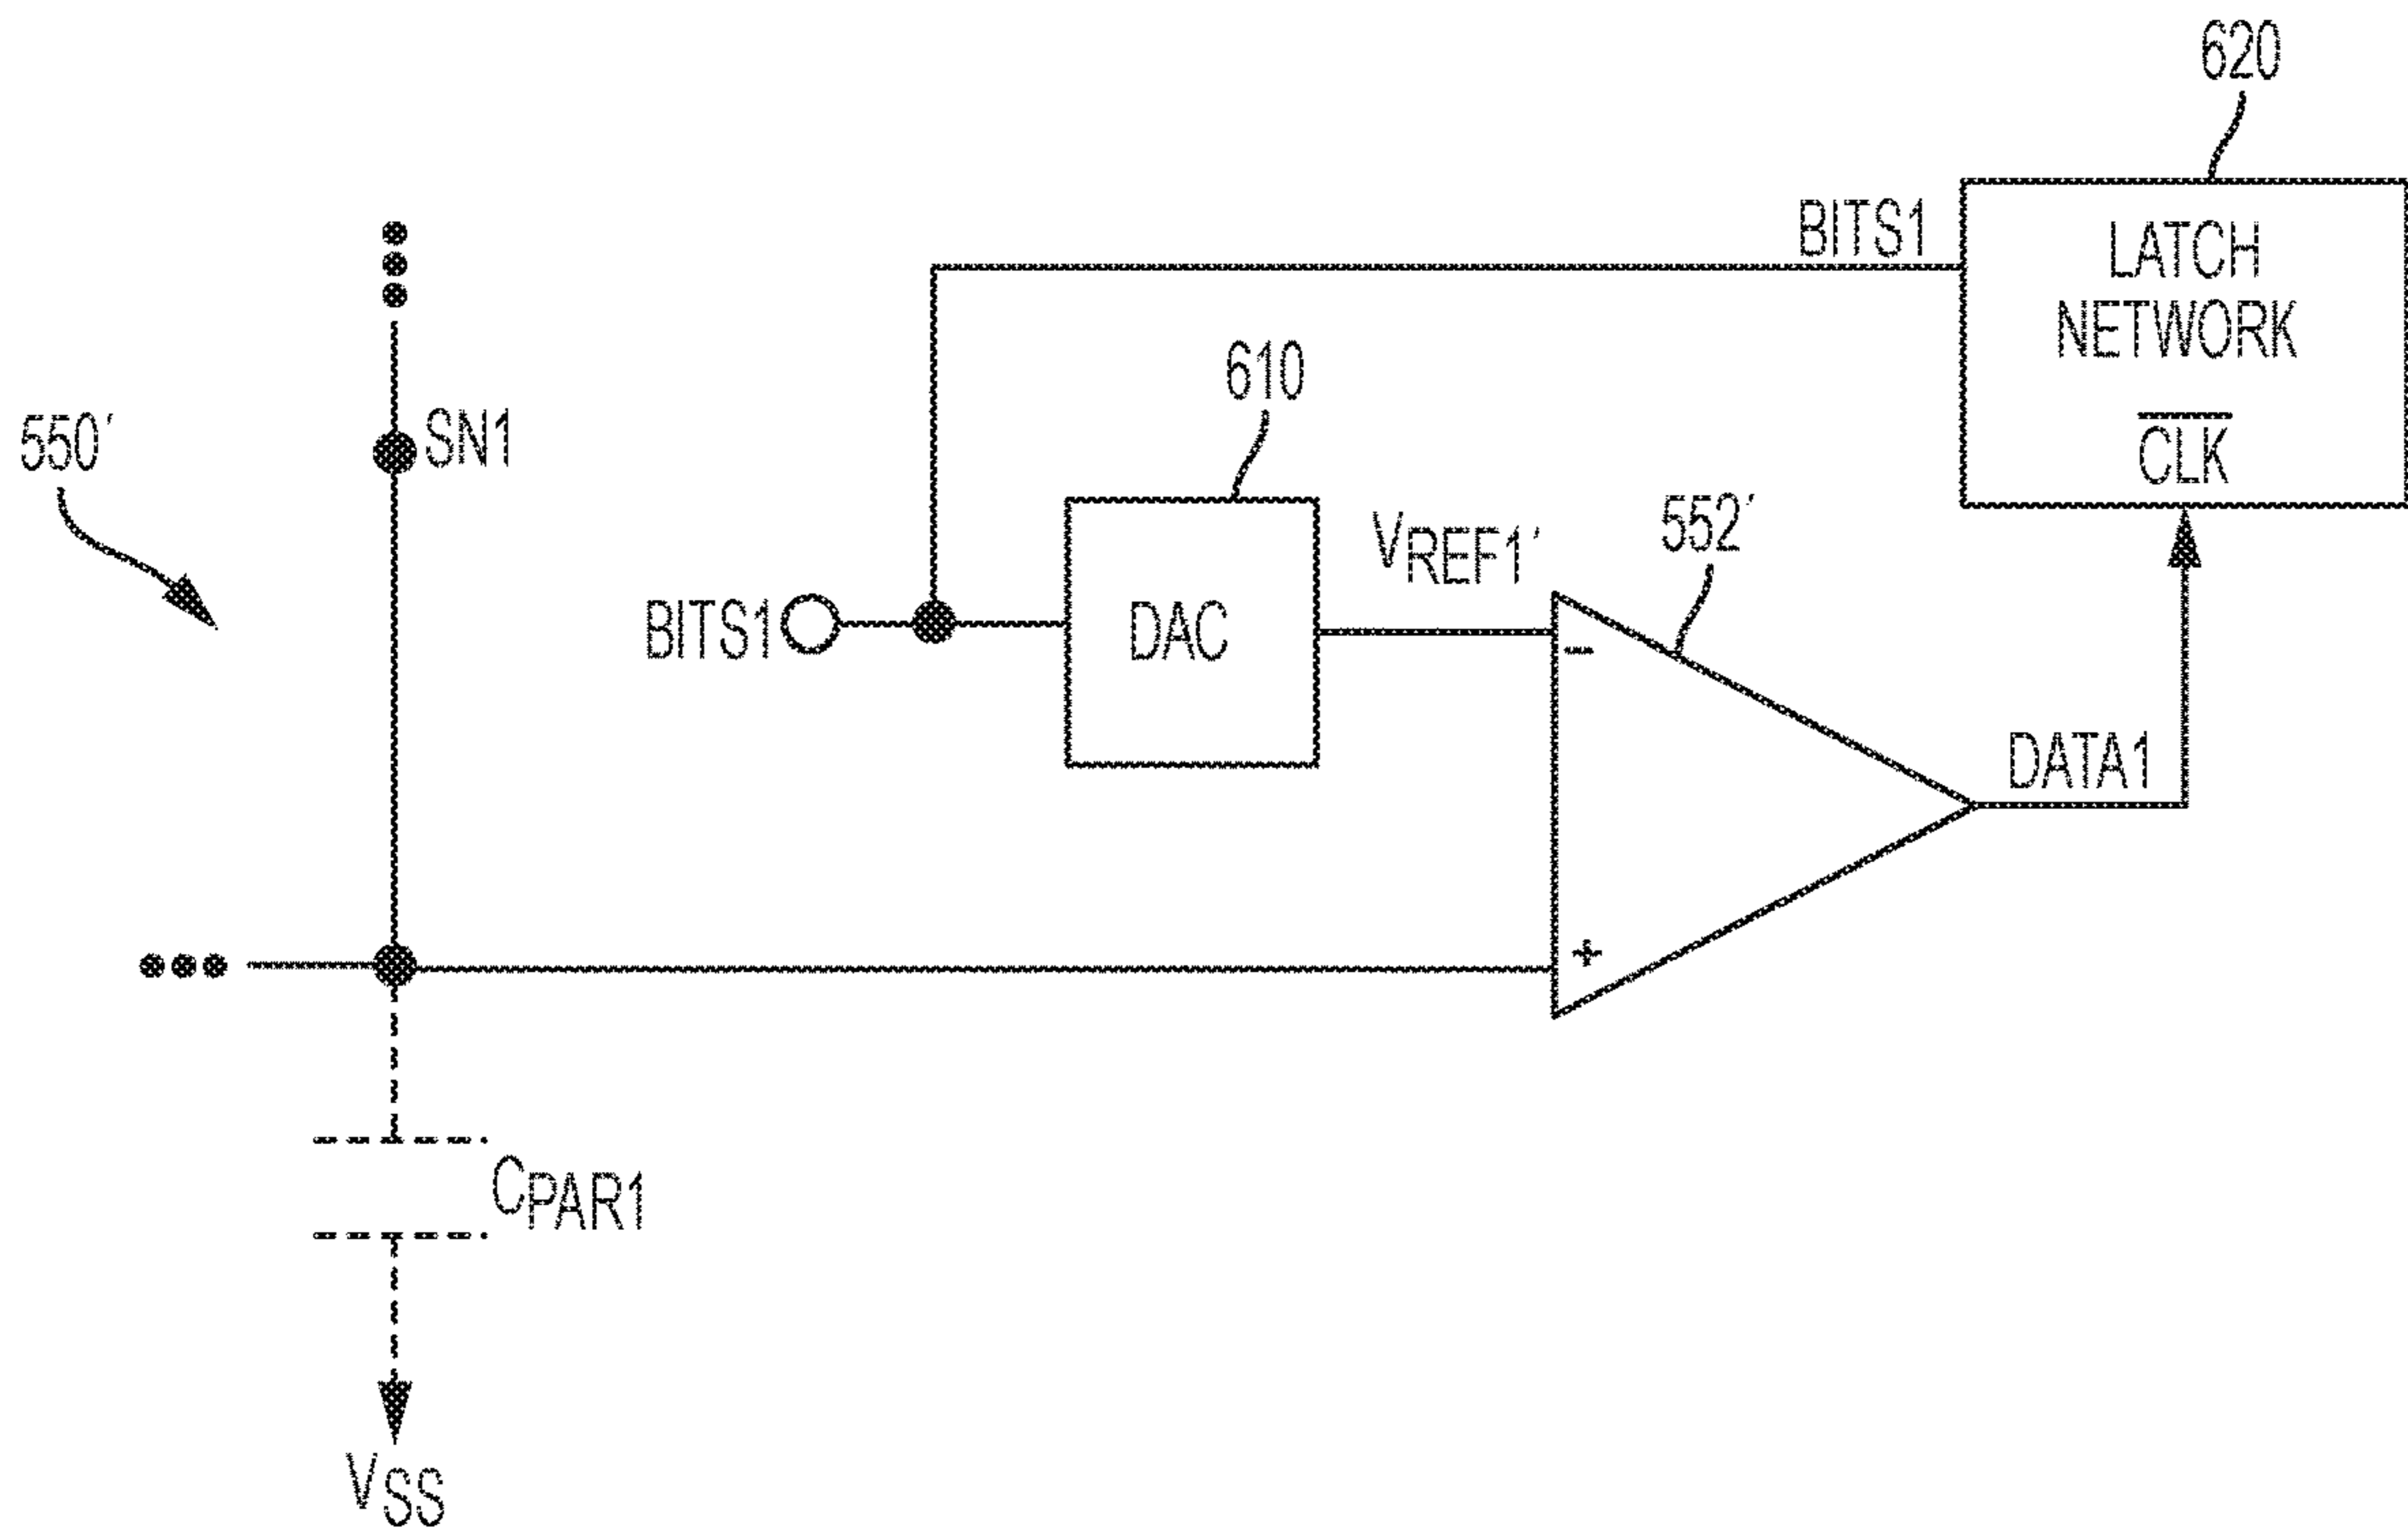 620
BITS1
LATCH
NETWORK
CLK
610
SN1
550′
552′
VREF1′
BITS1
DAC
-
DATA1
+
CPAR1
VSS